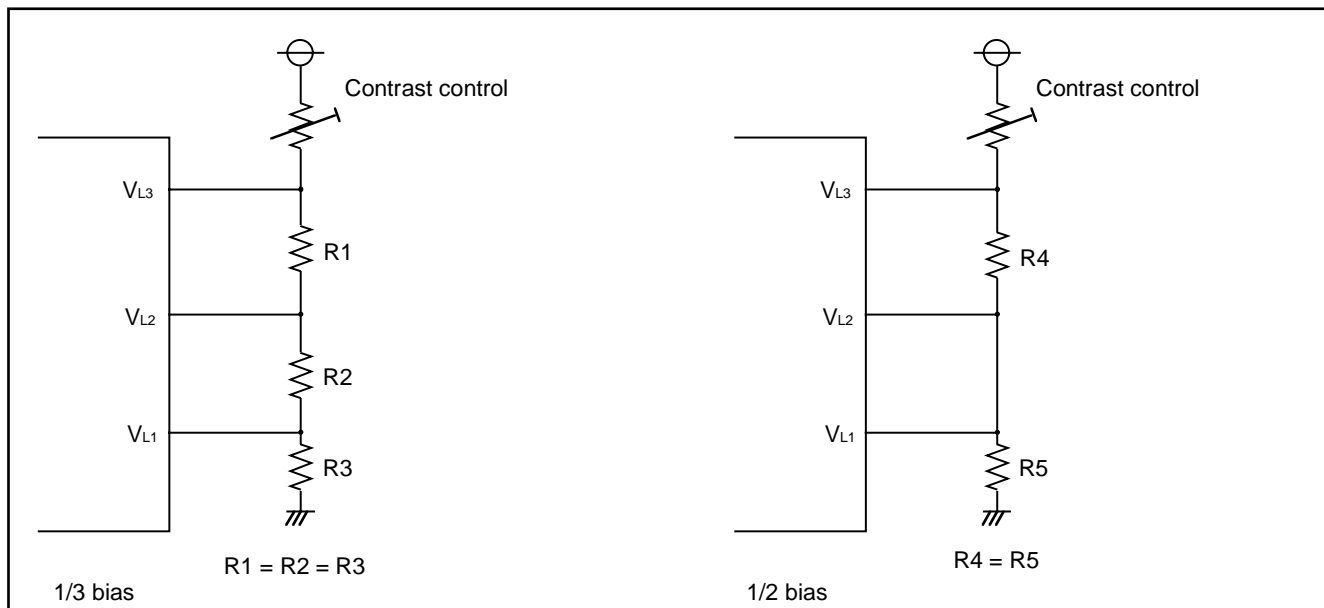 Contrast control
VL3
R1
VL2
R2
VL1
R3
R1 = R2 = R3
1/3 bias
Contrast control
VL3
R4
VL2
VL1
R5
R4 = R5
1/2 bias